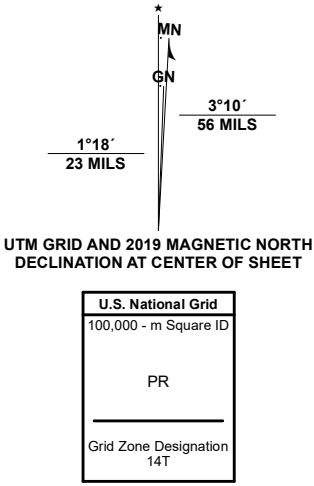 MN
GN
3°10´
56 MILS
1°18´
23 MILS
UTM GRID AND 2019 MAGNETIC NORTH
DECLINATION AT CENTER OF SHEET
U.S. National Grid
100,000 - m Square ID
PR
Grid Zone Designation
14T